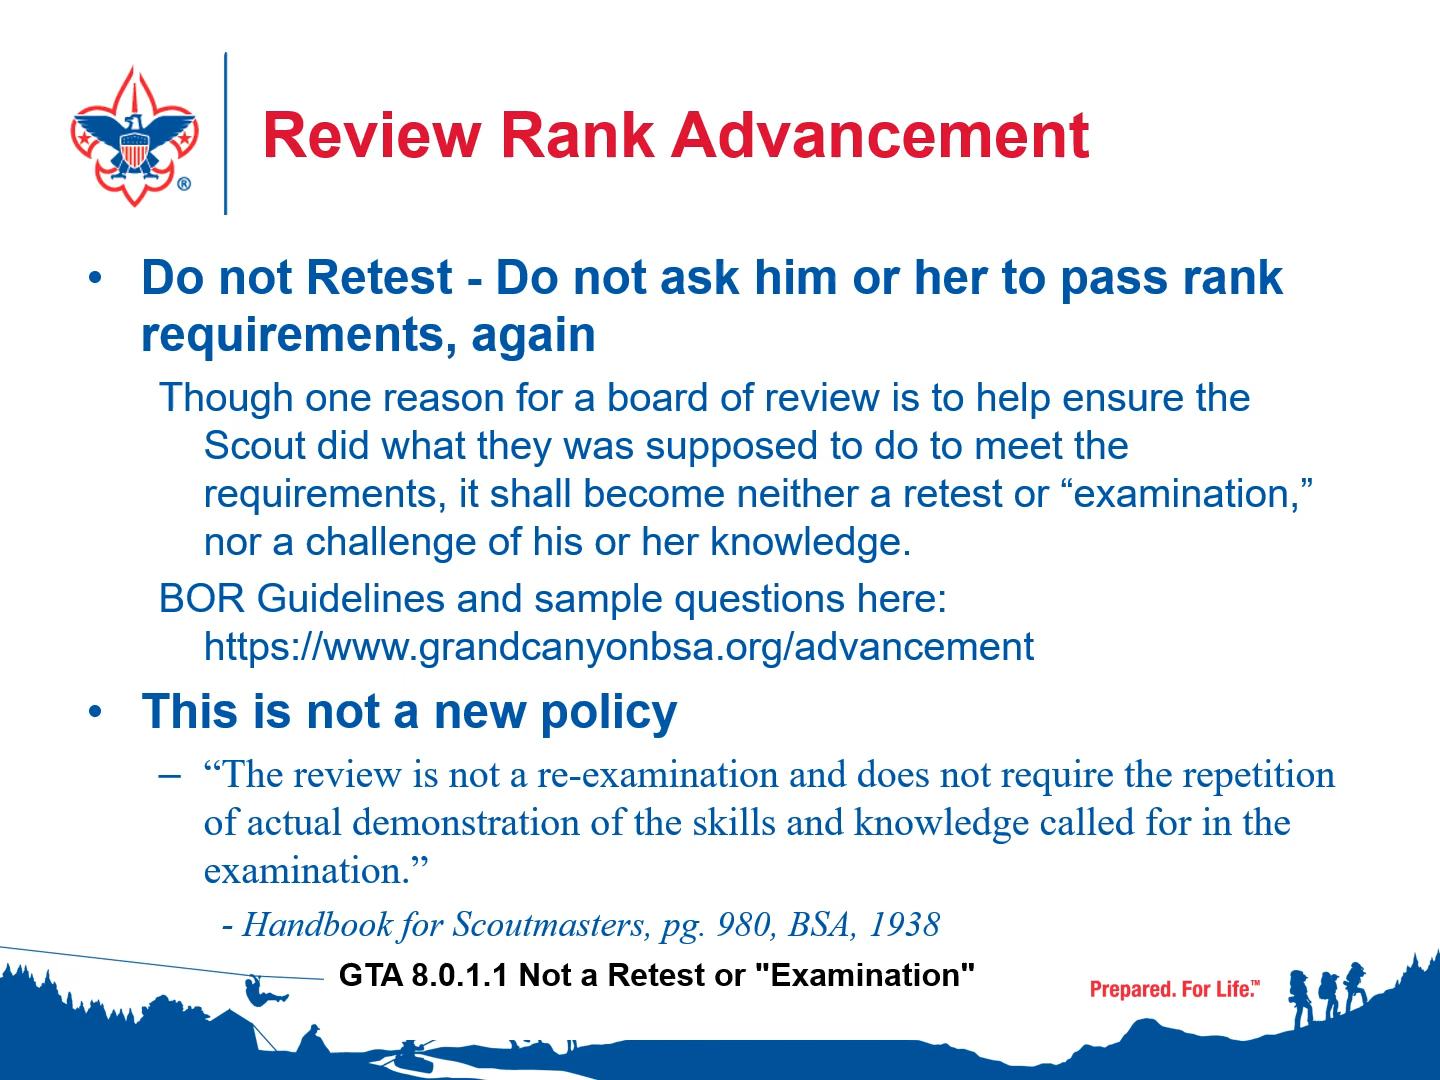 Review Rank Advancement
• Do not Retest - Do not ask him or her to pass rank
requirements, again
Though one reason for a board of review is to help ensure the
Scout did what they was supposed to do to meet the
requirements, it shall become neither a retest or “examination,”
nor a challenge of his or her knowledge.
BOR Guidelines and sample questions here:
https://www.grandcanyonbsa.org/advancement
• This is not a new policy
– “The review is not a re-examination and does not require the repetition
of actual demonstration of the skills and knowledge called for in the
examination.”
- Handbook for Scoutmasters, pg. 980, BSA, 1938
GTA 8.0.1.1 Not a Retest or "Examination"
Prepared. For Life.™
®